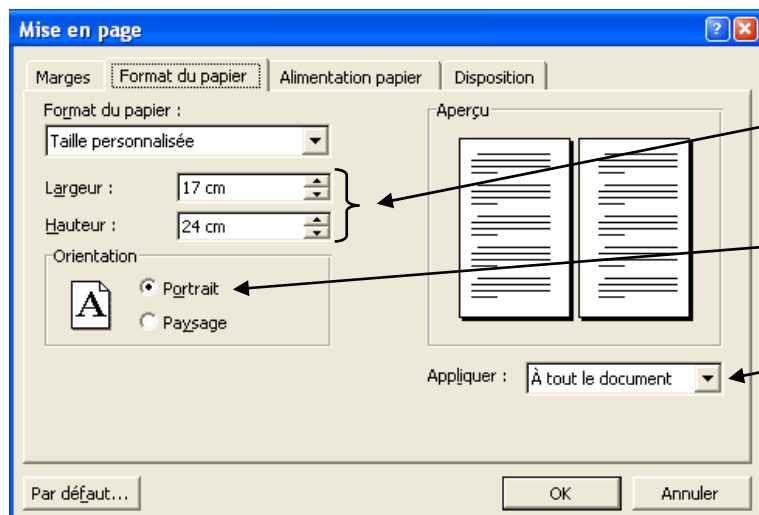 Mise en page
Marges Format du papier Alimentation papier Disposition
Format du papier :
Taille personnalisée
Largeur : 17 cm
Hauteur : 24 cm
Orientation
A
Portrait
Paysage
Aperçu
Appliquer : À tout le document
Par défaut... OK Annuler